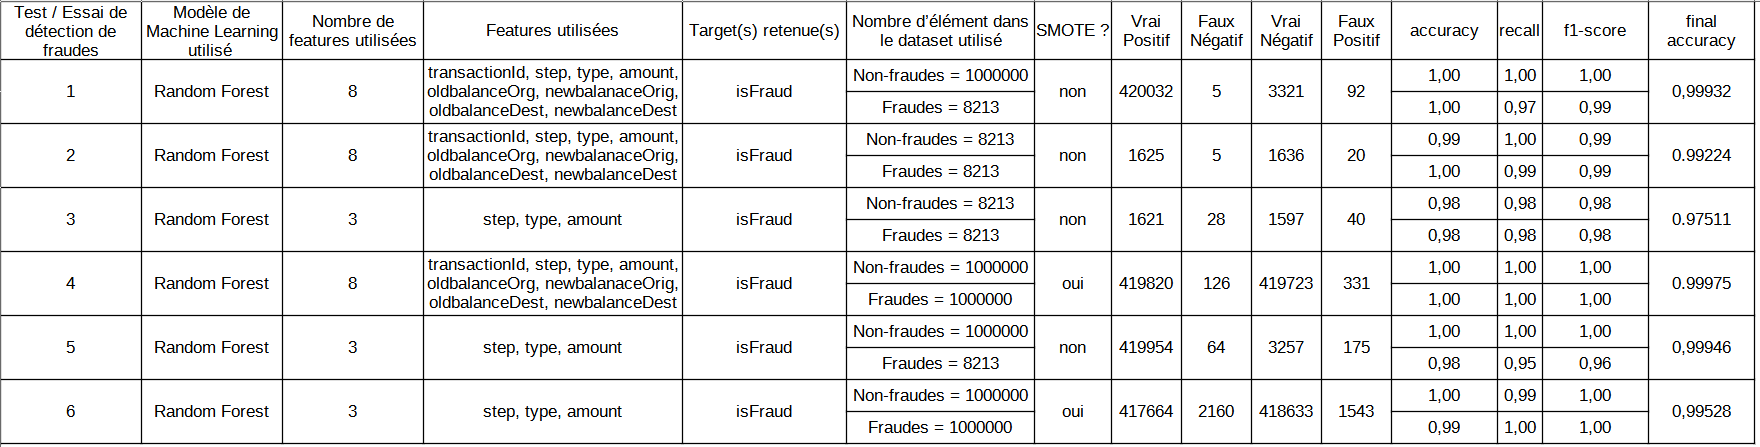 Test / Essai de détection de fraudes | Modèle de Machine Learning utilisé | Nombre de features utilisées | Features utilisées | Target(s) retenue(s) | Nombre d'élément dans le dataset utilisé | SMOTE ? | Vrai Positif | Faux Négatif | Vrai Négatif | Faux Positif | accuracy | recall | f1-score | final accuracy
1 | Random Forest | 8 | transactionId, step, type, amount, oldbalanceOrg, newbalanaceOrig, oldbalanceDest, newbalanceDest | isFraud | Non-fraudes = 1000000 | non | 420032 | 5 | 3321 | 92 | 1,00 | 1,00 | 1,00 | 0,99932
Fraudes = 8213 | 1,00 | 0,97 | 0,99
2 | Random Forest | 8 | transactionId, step, type, amount, oldbalanceOrg, newbalanaceOrig, oldbalanceDest, newbalanceDest | isFraud | Non-fraudes = 8213 | non | 1625 | 5 | 1636 | 20 | 0,99 | 1,00 | 0,99 | 0.99224
Fraudes = 8213 | 1,00 | 0,99 | 0,99
3 | Random Forest | 3 | step, type, amount | isFraud | Non-fraudes = 8213 | non | 1621 | 28 | 1597 | 40 | 0,98 | 0,98 | 0,98 | 0.97511
Fraudes = 8213 | 0,98 | 0,98 | 0,98
4 | Random Forest | 8 | transactionId, step, type, amount, oldbalanceOrg, newbalanaceOrig, oldbalanceDest, newbalanceDest | isFraud | Non-fraudes = 1000000 | oui | 419820 | 126 | 419723 | 331 | 1,00 | 1,00 | 1,00 | 0.99975
Fraudes = 1000000 | 1,00 | 1,00 | 1,00
5 | Random Forest | 3 | step, type, amount | isFraud | Non-fraudes = 1000000 | non | 419954 | 64 | 3257 | 175 | 1,00 | 1,00 | 1,00 | 0,99946
Fraudes = 8213 | 0,98 | 0,95 | 0,96
6 | Random Forest | 3 | step, type, amount | isFraud | Non-fraudes = 1000000 | oui | 417664 | 2160 | 418633 | 1543 | 1,00 | 0,99 | 1,00 | 0,99528
Fraudes = 1000000 | 0,99 | 1,00 | 1,00